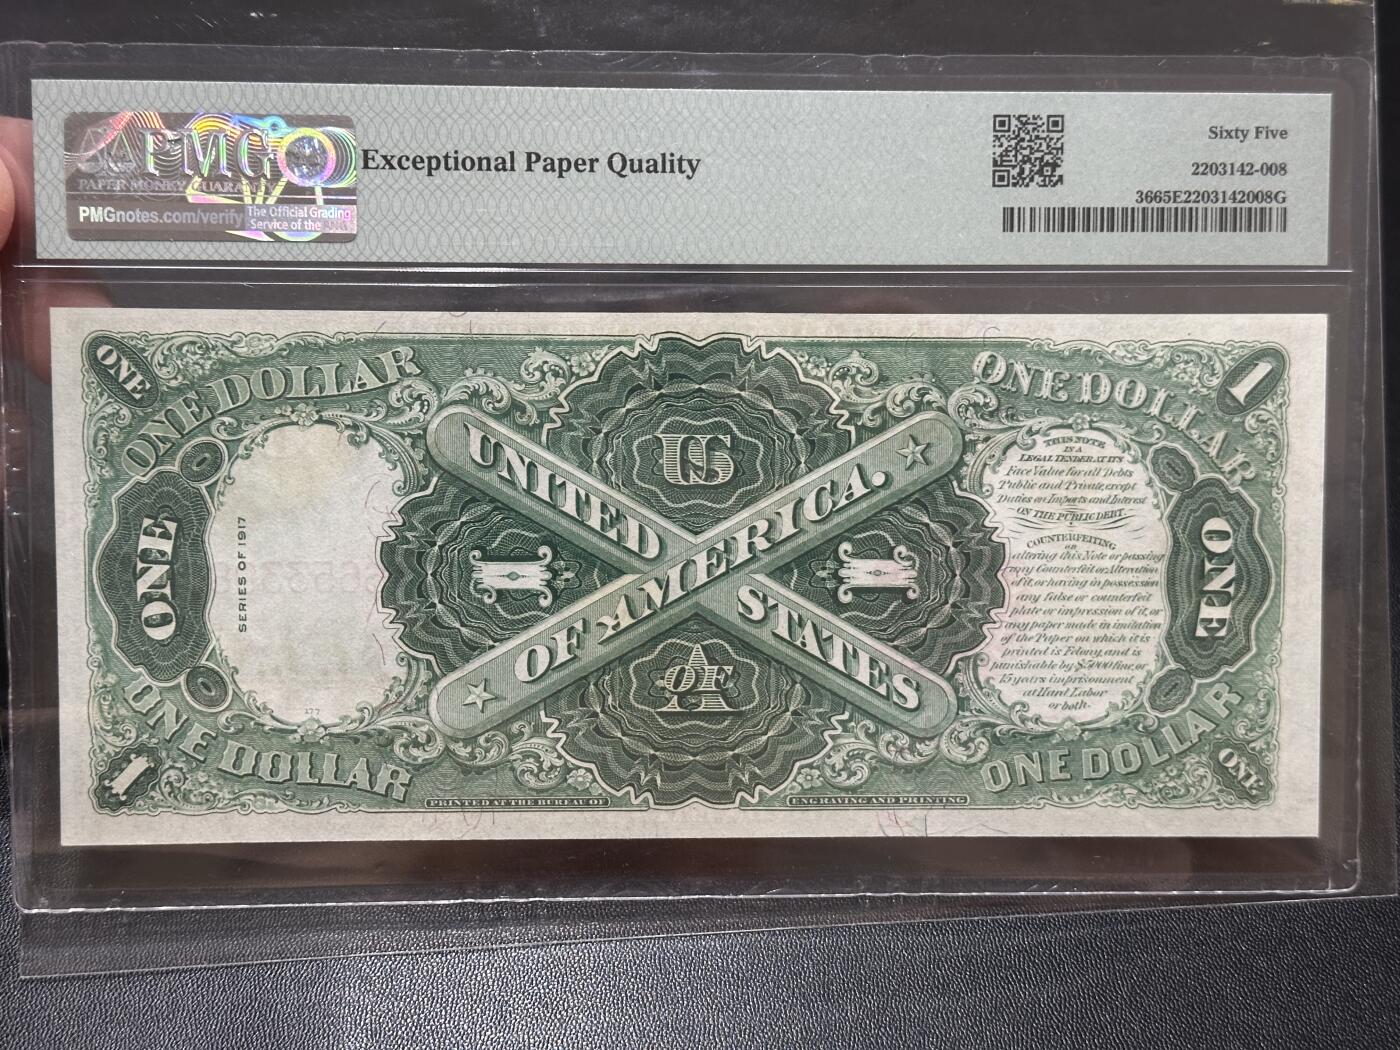 PMG
PAPER MONEY GUARANTY
PMGnotes.com/verify
The Official Grading
Service of the
Exceptional Paper Quality
Sixty Five
2203142-008
3665E2203142008G
ONE
ONE DOLLAR
ONE DOLLAR
1
US
UNITED
STATES
OF AMERICA.
1
1
OF
ONE
SERIES OF 1917
177
THIS NOTE
IS A
LEGAL TENDER AT ITS
Face Value for all Debts
Public and Private, except
Duties on Imports and Interest
ON THE PUBLIC DEBT.
COUNTERFEITING
or
altering this Note or passing
any Counterfeit or Alteration
of it, or having in possession
any false or counterfeit
plate or impression of it, or
any paper made in imitation
of the Paper on which it is
printed is Felony, and is
punishable by $5000 fine, or
15 years imprisonment
at Hard Labor
or both.
ONE
1
ONE DOLLAR
ONE DOLLAR
ONE
PRINTED AT THE BUREAU OF
ENGRAVING AND PRINTING